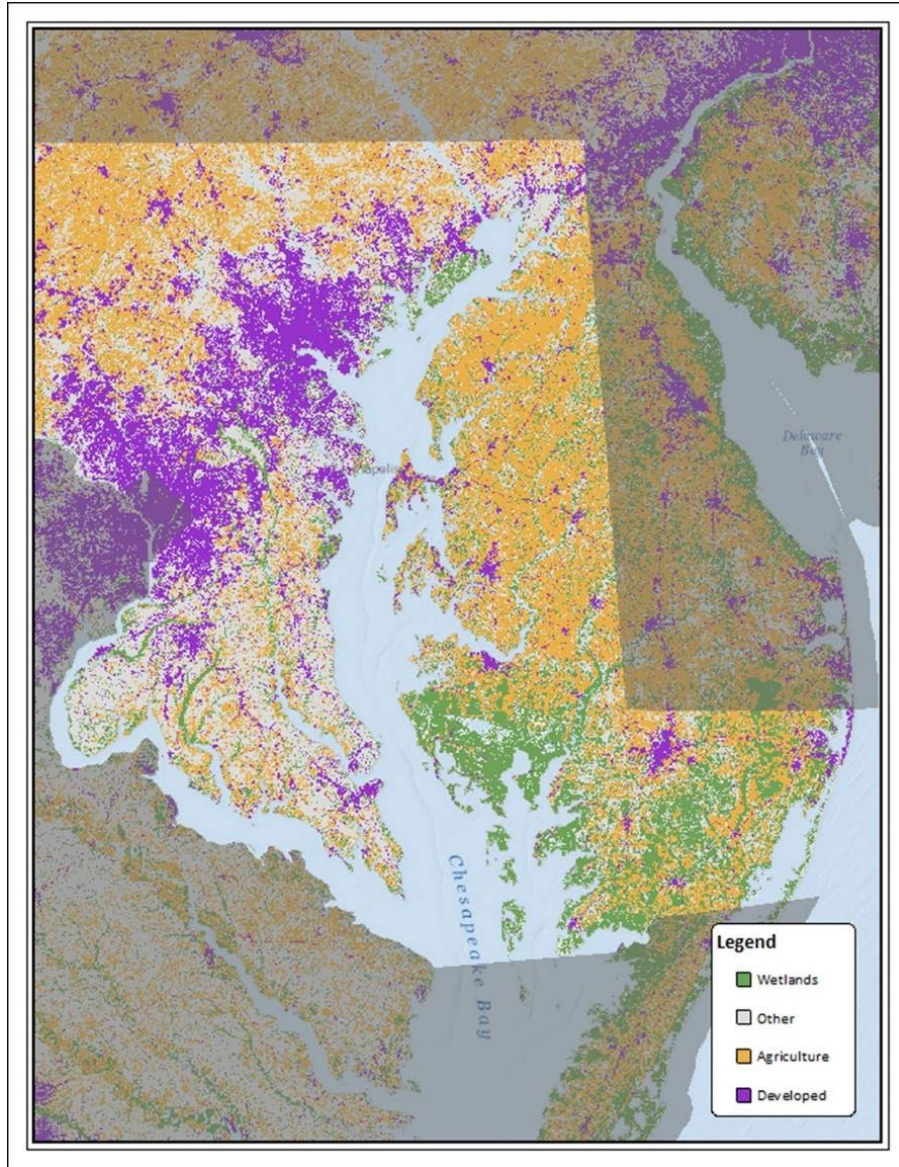 Delaware
Bay
Chesapeake Bay
Legend
Wetlands
Other
Agriculture
Developed